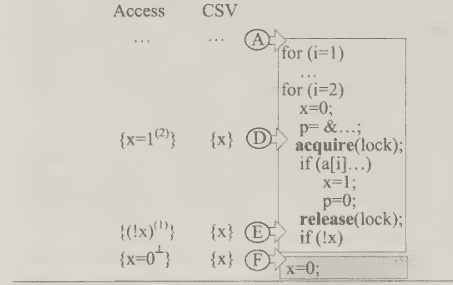 Access CSV
... ... A for (i=1)
...
for (i=2)
x=0;
p= &...;
{x=1(2)} {x} D acquire(lock);
if (a[i]...)
x=1;
p=0;
release(lock);
{(!x)(1)} {x} E if (!x)
{x=0⊥} {x} F x=0;